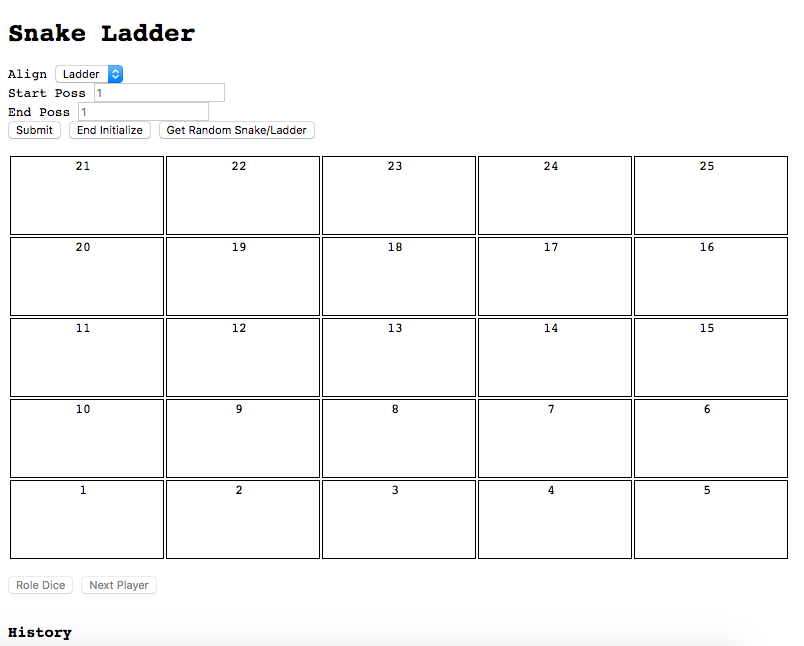 Snake Ladder
Align Ladder
Start Poss 1
End Poss 1
Submit End Initialize Get Random Snake/Ladder
21 22 23 24 25
20 19 18 17 16
11 12 13 14 15
10 9 8 7 6
1 2 3 4 5
Role Dice Next Player
History